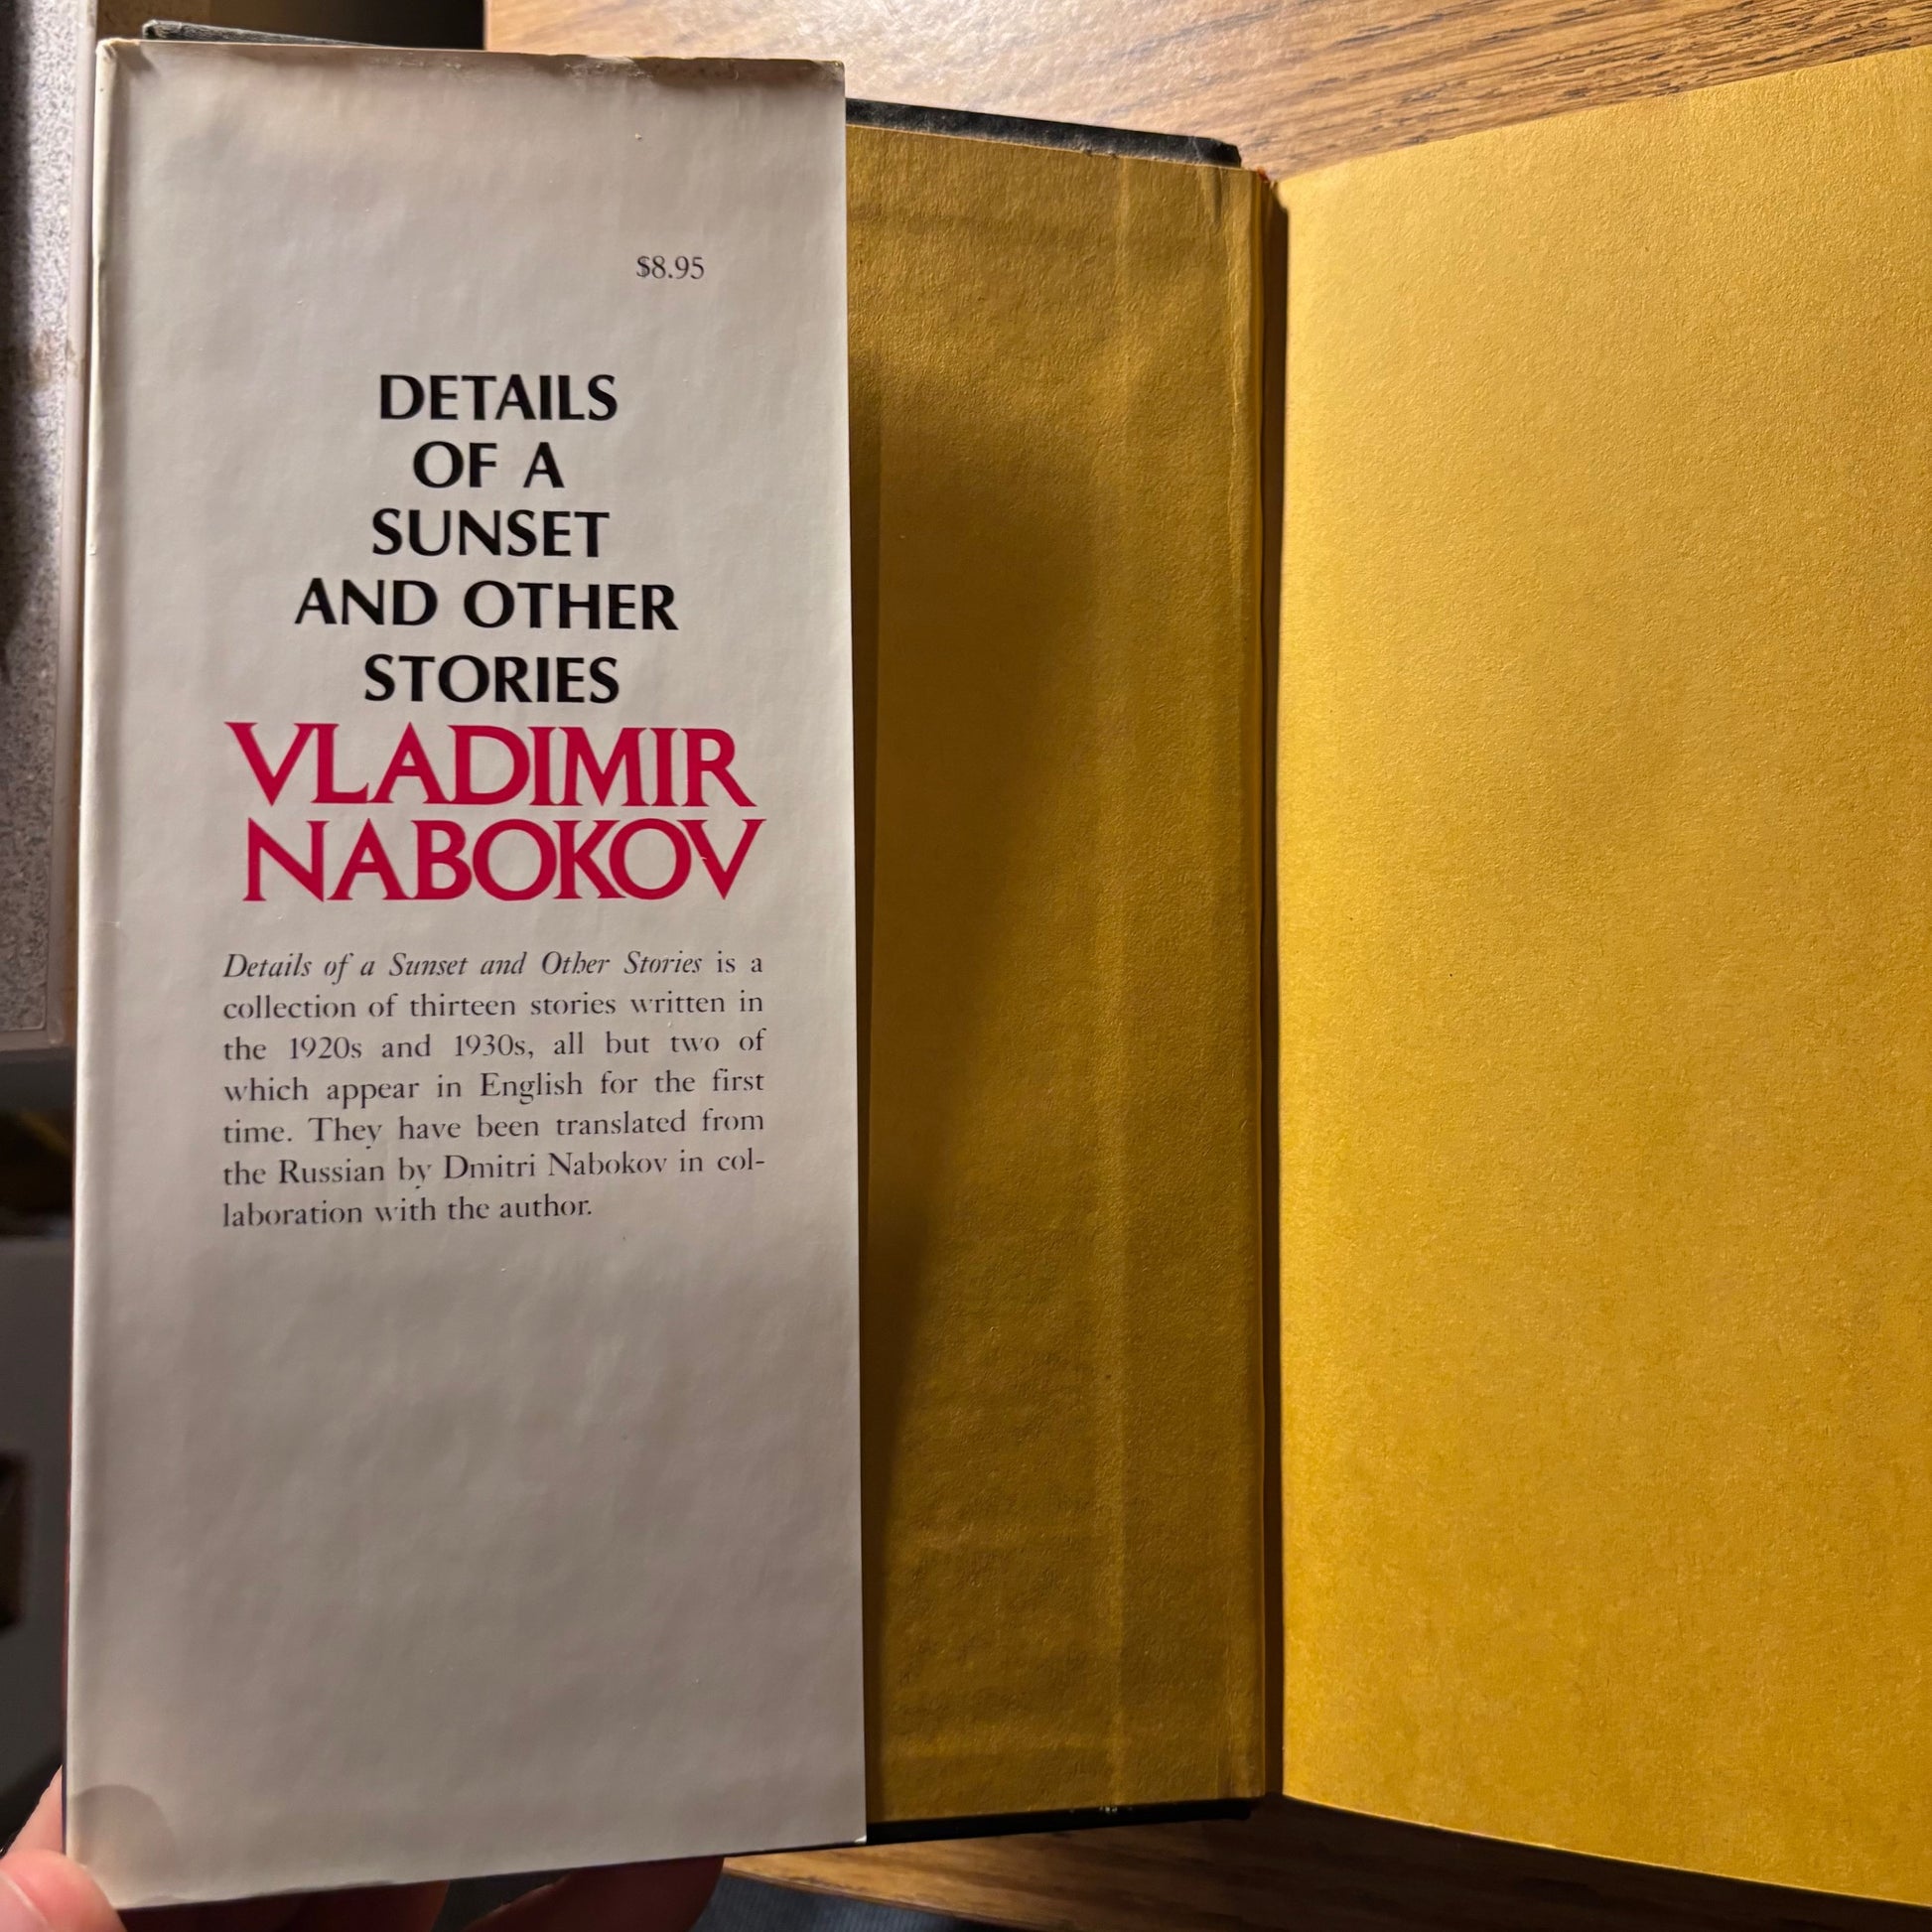 $8.95
DETAILS
OF A
SUNSET
AND OTHER
STORIES
VLADIMIR
NABOKOV
Details of a Sunset and Other Stories is a
collection of thirteen stories written in
the 1920s and 1930s, all but two of
which appear in English for the first
time. They have been translated from
the Russian by Dmitri Nabokov in col-
laboration with the author.